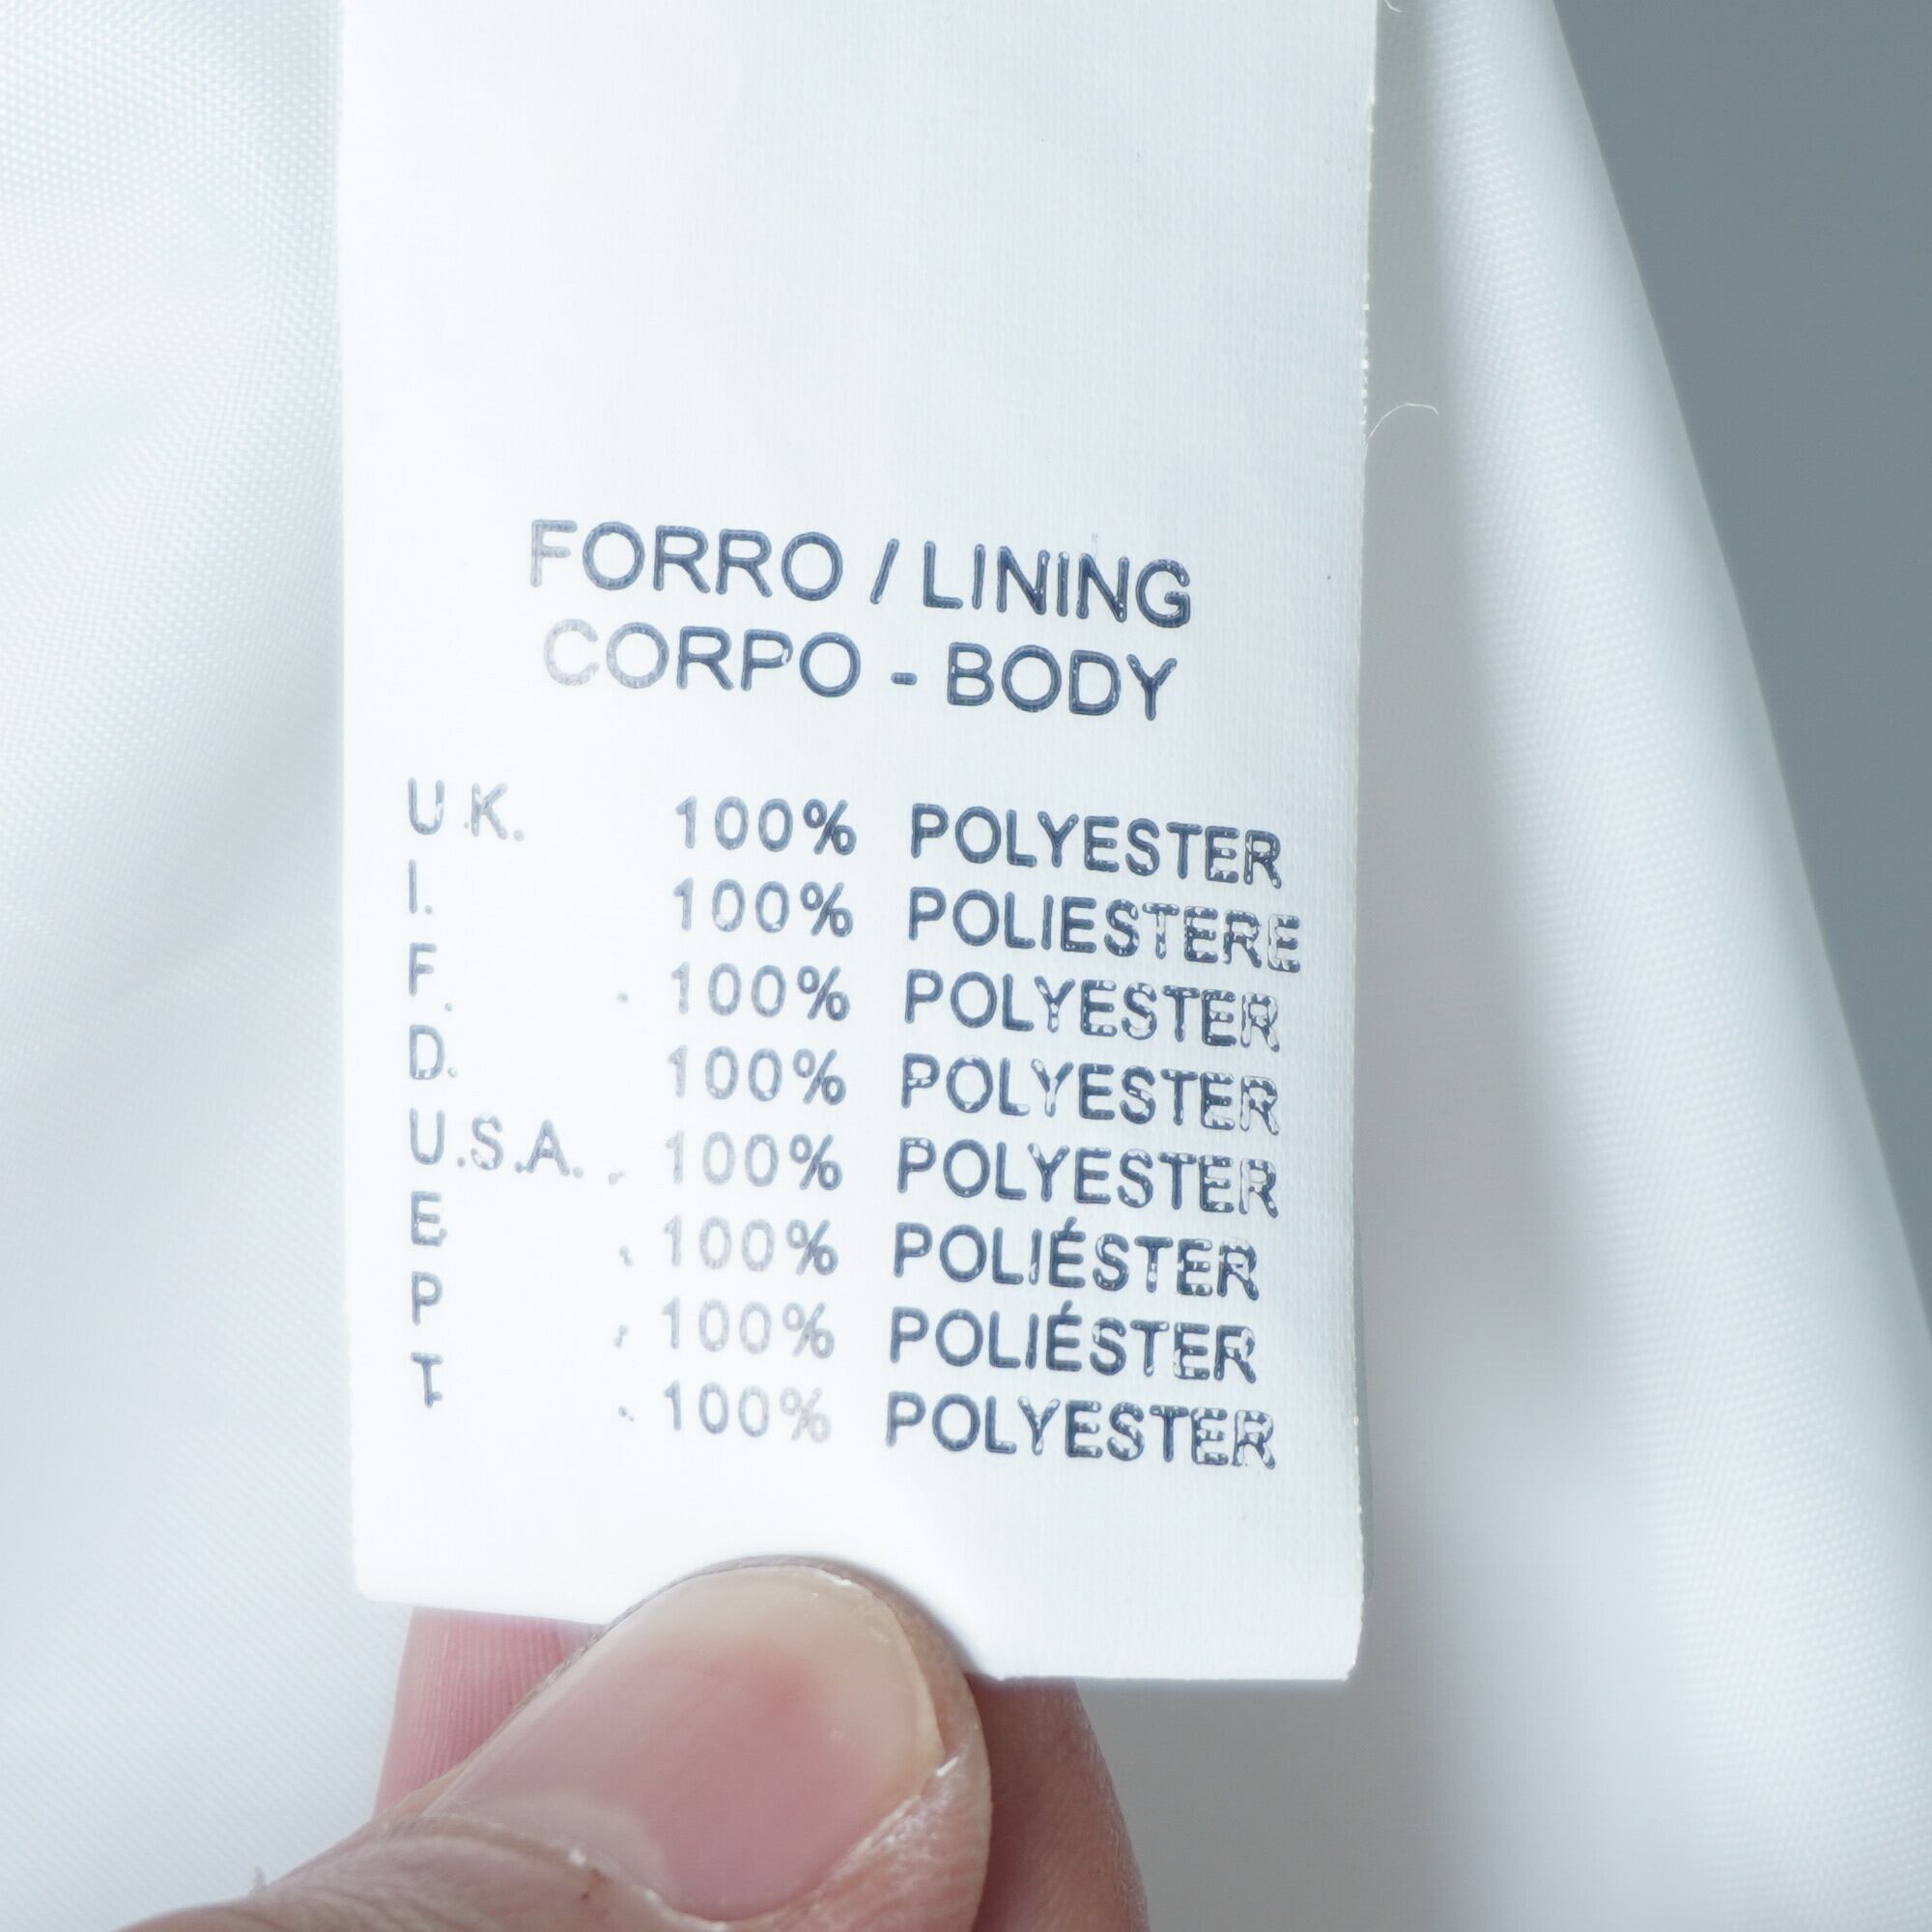 FORRO / LINING
CORPO - BODY
U.K. 100% POLYESTER
I. 100% POLIESTERE
F. 100% POLYESTER
D. 100% POLYESTER
U.S.A. 100% POLYESTER
E 100% POLIÉSTER
P 100% POLIÉSTER
T 100% POLYESTER